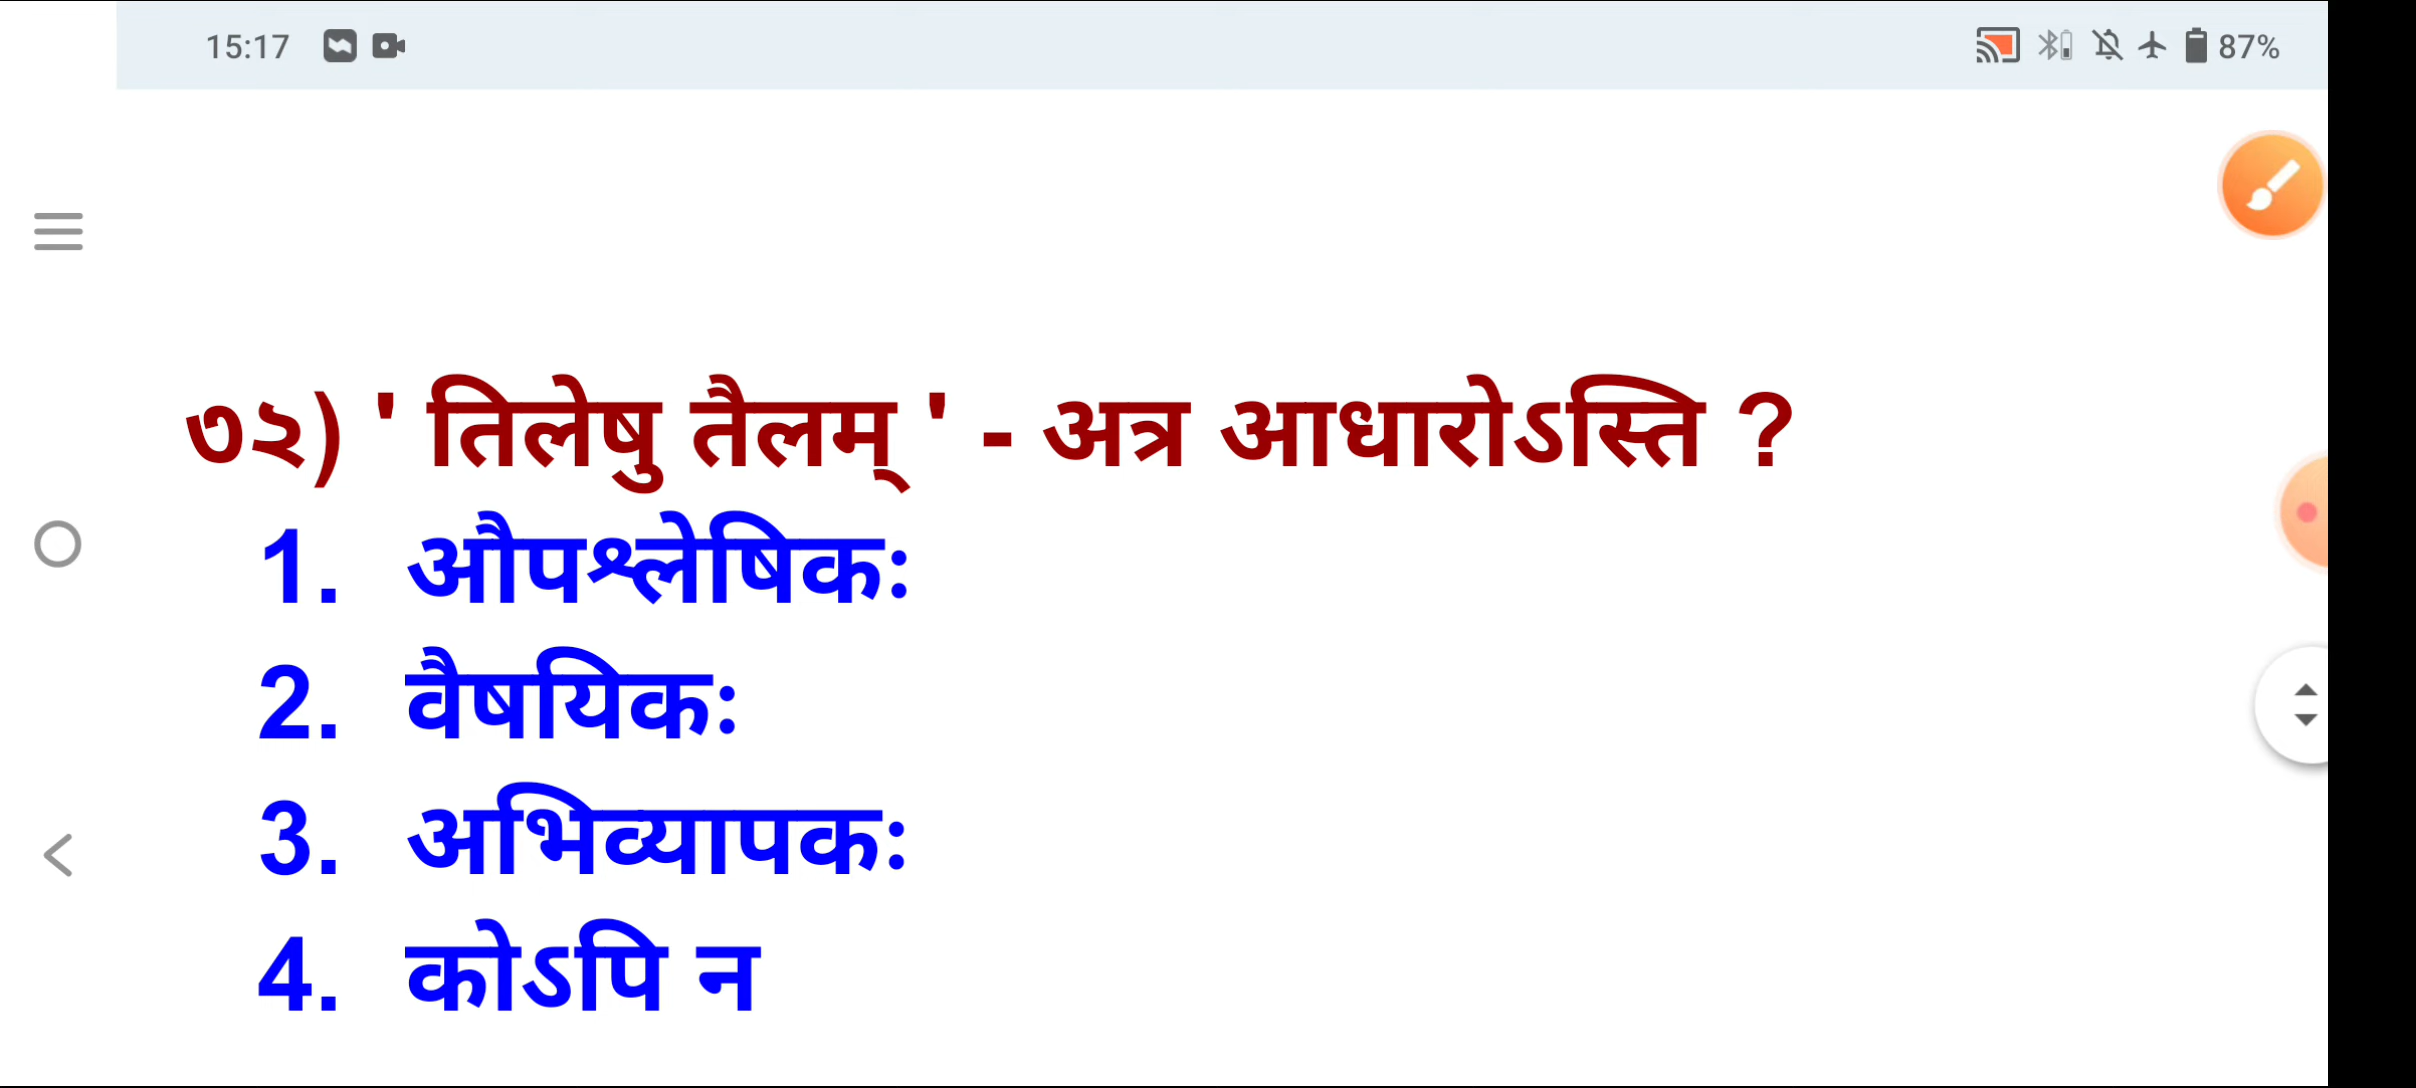 15:17 87%
७२) ' तिलेषु तैलम् ' - अत्र आधारोऽस्ति ?
1. औपश्लेषिकः
2. वैषयिकः
3. अभिव्यापकः
4. कोऽपि न